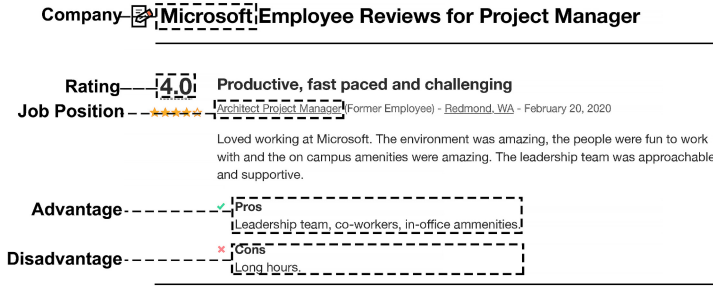 Company Microsoft Employee Reviews for Project Manager
Rating 4.0 Productive, fast paced and challenging
Job Position Architect Project Manager (Former Employee) - Redmond, WA - February 20, 2020
Loved working at Microsoft. The environment was amazing, the people were fun to work
with and the on campus amenities were amazing. The leadership team was approachable
and supportive.
Advantage Pros
Leadership team, co-workers, in-office ammenities.
Disadvantage Cons
Long hours.